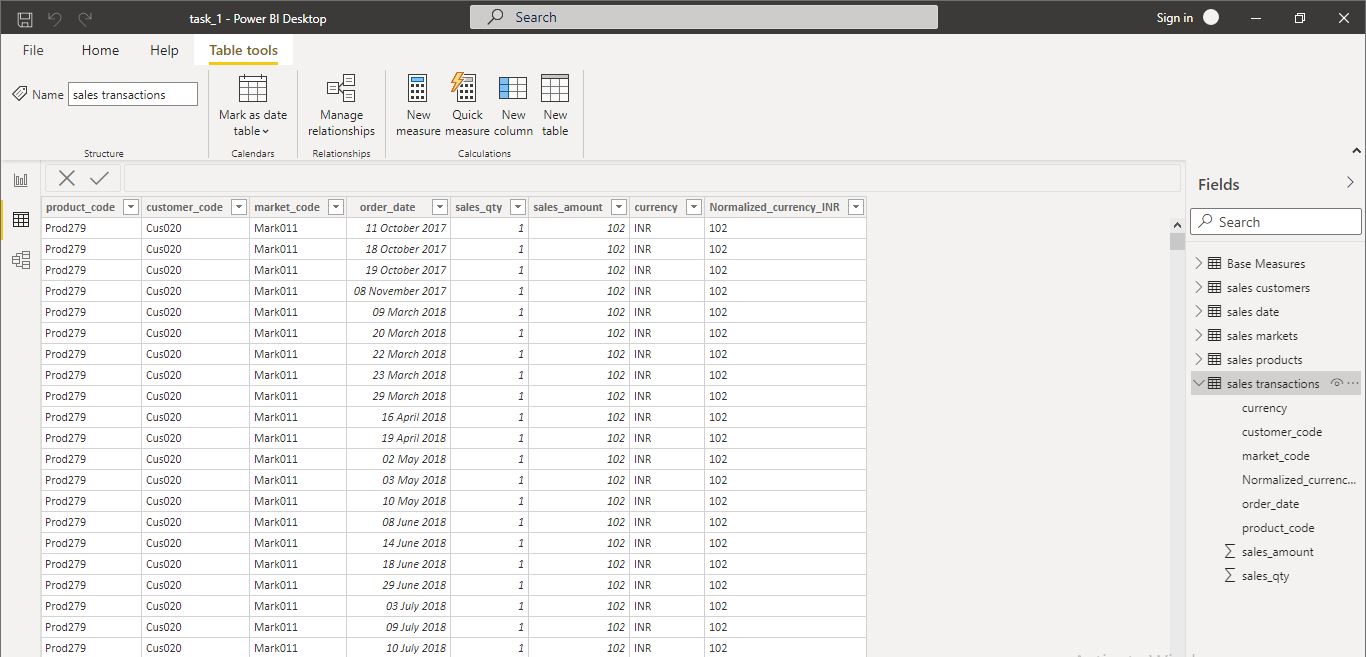 task_1 - Power BI Desktop
Search
Sign in
File Home Help Table tools
Name sales transactions
Mark as date table
Manage relationships
New measure
Quick measure
New column
New table
Structure Calendars Relationships Calculations
product_code customer_code market_code order_date sales_qty sales_amount currency Normalized_currency_INR
Prod279 Cus020 Mark011 11 October 2017 1 102 INR 102
Prod279 Cus020 Mark011 18 October 2017 1 102 INR 102
Prod279 Cus020 Mark011 19 October 2017 1 102 INR 102
Prod279 Cus020 Mark011 08 November 2017 1 102 INR 102
Prod279 Cus020 Mark011 09 March 2018 1 102 INR 102
Prod279 Cus020 Mark011 20 March 2018 1 102 INR 102
Prod279 Cus020 Mark011 22 March 2018 1 102 INR 102
Prod279 Cus020 Mark011 23 March 2018 1 102 INR 102
Prod279 Cus020 Mark011 29 March 2018 1 102 INR 102
Prod279 Cus020 Mark011 16 April 2018 1 102 INR 102
Prod279 Cus020 Mark011 19 April 2018 1 102 INR 102
Prod279 Cus020 Mark011 02 May 2018 1 102 INR 102
Prod279 Cus020 Mark011 03 May 2018 1 102 INR 102
Prod279 Cus020 Mark011 10 May 2018 1 102 INR 102
Prod279 Cus020 Mark011 08 June 2018 1 102 INR 102
Prod279 Cus020 Mark011 14 June 2018 1 102 INR 102
Prod279 Cus020 Mark011 18 June 2018 1 102 INR 102
Prod279 Cus020 Mark011 29 June 2018 1 102 INR 102
Prod279 Cus020 Mark011 03 July 2018 1 102 INR 102
Prod279 Cus020 Mark011 09 July 2018 1 102 INR 102
Prod279 Cus020 Mark011 10 July 2018 1 102 INR 102
Fields
Search
Base Measures
sales customers
sales date
sales markets
sales products
sales transactions
currency
customer_code
market_code
Normalized_currenc...
order_date
product_code
sales_amount
sales_qty